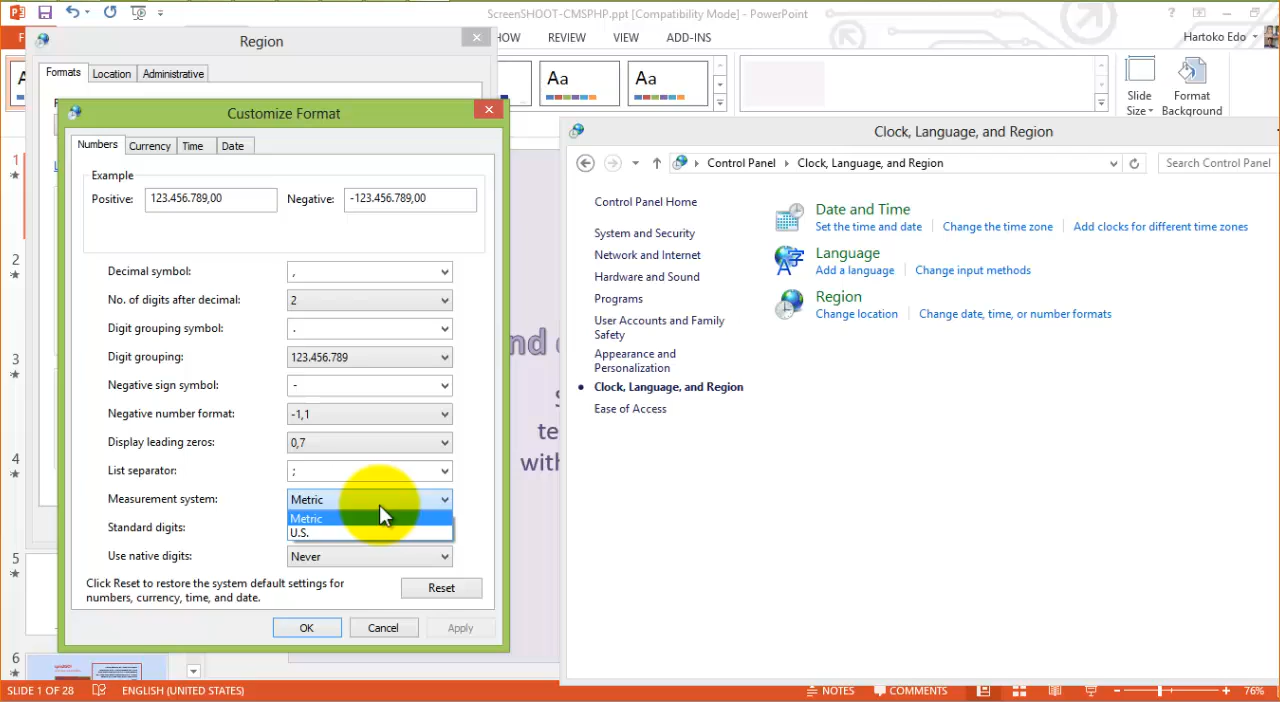 ScreenSHOOT-CMSPHP.ppt [Compatibility Mode] - PowerPoint
?
Hartoko Edo
REVIEW
VIEW
ADD-INS
Aa
Aa
Slide
Size
Format
Background
Region
Formats
Location
Administrative
Customize Format
Numbers
Currency
Time
Date
Example
Positive:
123.456.789,00
Negative:
-123.456.789,00
Decimal symbol:
,
No. of digits after decimal:
2
Digit grouping symbol:
.
Digit grouping:
123.456.789
Negative sign symbol:
-
Negative number format:
-1,1
Display leading zeros:
0,7
List separator:
;
Measurement system:
Metric
Metric
U.S.
Standard digits:
Use native digits:
Never
Click Reset to restore the system default settings for
numbers, currency, time, and date.
Reset
OK
Cancel
Apply
Clock, Language, and Region
Control Panel
Clock, Language, and Region
Search Control Panel
Control Panel Home
System and Security
Network and Internet
Hardware and Sound
Programs
User Accounts and Family
Safety
Appearance and
Personalization
Clock, Language, and Region
Ease of Access
Date and Time
Set the time and date
Change the time zone
Add clocks for different time zones
Language
Add a language
Change input methods
Region
Change location
Change date, time, or number formats
1
2
3
4
5
6
with
SLIDE 1 OF 28
ENGLISH (UNITED STATES)
NOTES
COMMENTS
76%